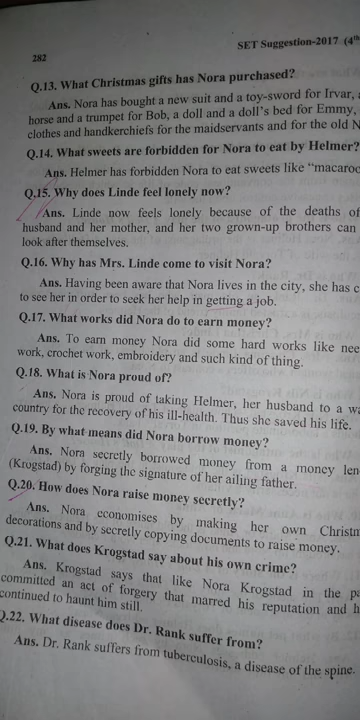 SET Suggestion-2017 (4th
282
Q.13. What Christmas gifts has Nora purchased?
Ans. Nora has bought a new suit and a toy-sword for Irvar,
horse and a trumpet for Bob, a doll and a doll's bed for Emmy,
clothes and handkerchiefs for the maidservants and for the old N
Q.14. What sweets are forbidden for Nora to eat by Helmer?
Ans. Helmer has forbidden Nora to eat sweets like "macaroo
Q.15. Why does Linde feel lonely now?
Ans. Linde now feels lonely because of the deaths of
husband and her mother, and her two grown-up brothers can
look after themselves.
Q.16. Why has Mrs. Linde come to visit Nora?
Ans. Having been aware that Nora lives in the city, she has c
to see her in order to seek her help in getting a job.
Q.17. What works did Nora do to earn money?
Ans. To earn money Nora did some hard works like nee
work, crochet work, embroidery and such kind of thing.
Q.18. What is Nora proud of?
Ans. Nora is proud of taking Helmer, her husband to a wa
country for the recovery of his ill-health. Thus she saved his life.
Q.19. By what means did Nora borrow money?
Ans. Nora secretly borrowed money from a money len
(Krogstad) by forging the signature of her ailing father.
Q.20. How does Nora raise money secretly?
Ans. Nora economises by making her own Christm
decorations and by secretly copying documents to raise money.
Q.21. What does Krogstad say about his own crime?
Ans. Krogstad says that like Nora Krogstad in the pa
committed an act of forgery that marred his reputation and h
continued to haunt him still.
Q.22. What disease does Dr. Rank suffer from?
Ans. Dr. Rank suffers from tuberculosis, a disease of the spine.